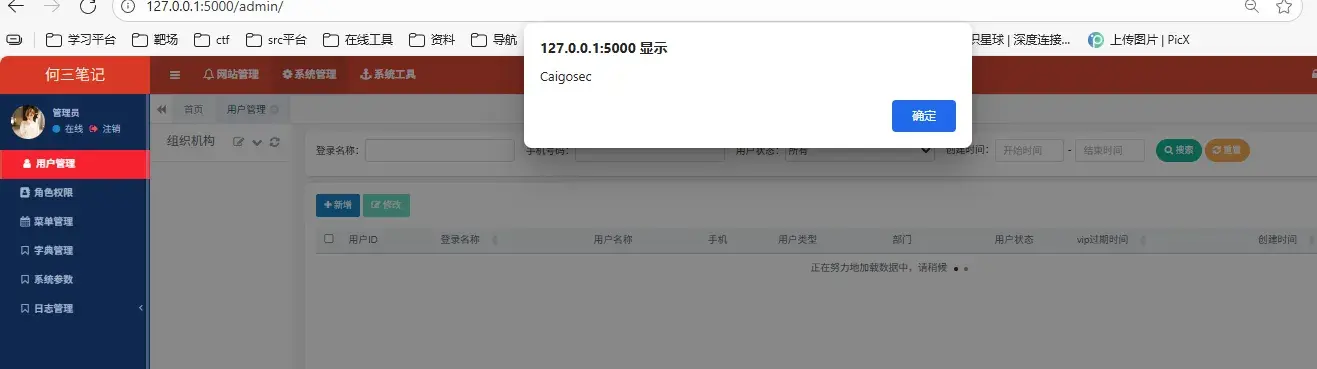 127.0.0.1:5000/admin/
学习平台 靶场 ctf src平台 在线工具 资料 导航 识星球 | 深度连接... 上传图片 | PicX
127.0.0.1:5000 显示
Caigosec
确定
何三笔记 网站管理 系统管理 系统工具
管理员
在线 注销
首页 用户管理
组织机构
登录名称: 手机号码: 用户状态: 所有 创建时间: 开始时间 - 结束时间 搜索 重置
用户管理
角色权限
菜单管理
字典管理
系统参数
日志管理
新增 修改
用户ID 登录名称 用户名称 手机 用户类型 部门 用户状态 vip过期时间 创建时间
正在努力地加载数据中，请稍候